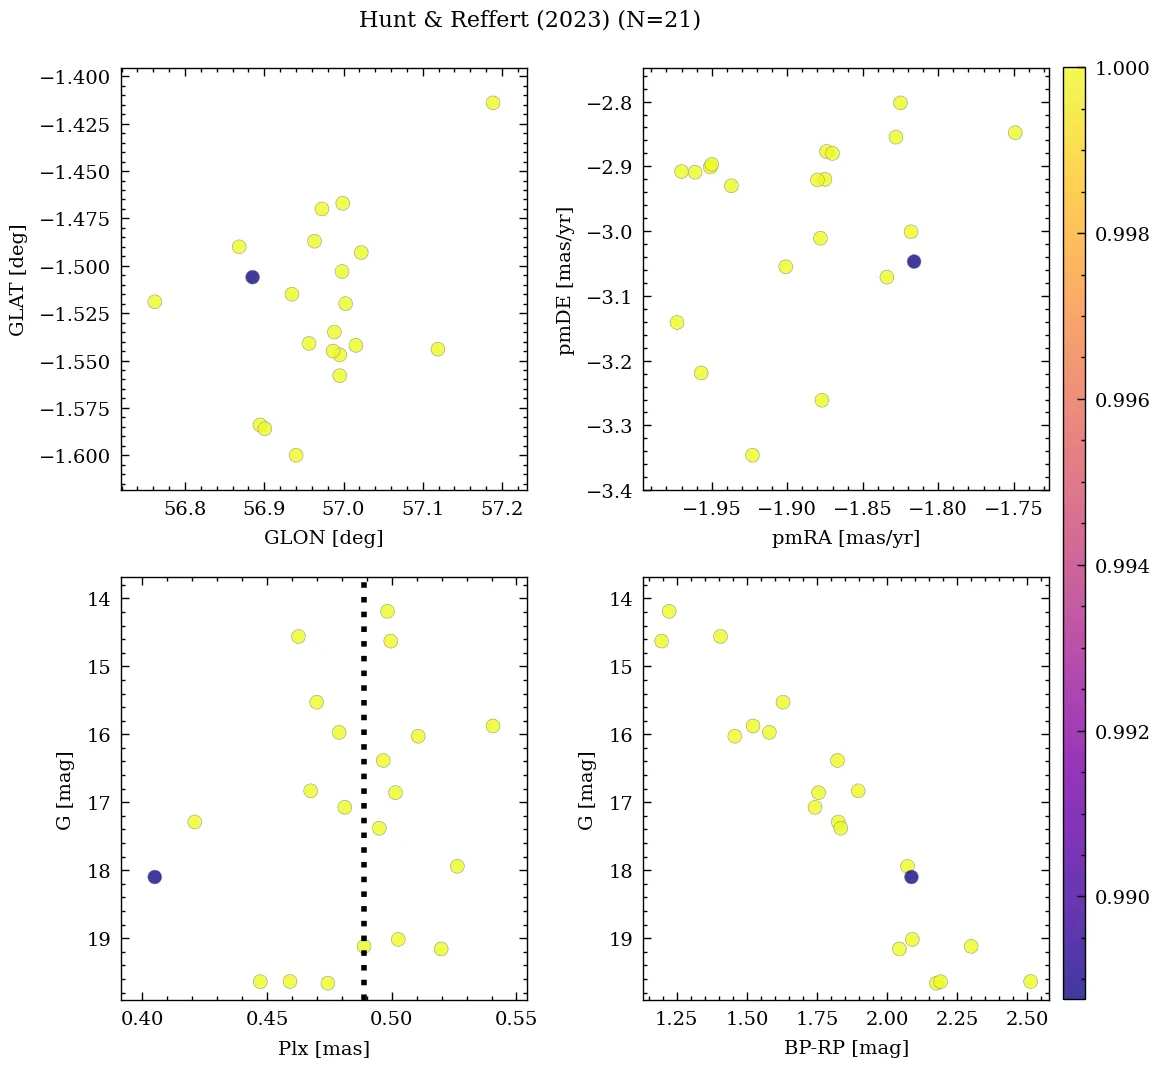 Hunt & Reffert (2023) (N=21)
−1.400
−1.425
−1.450
−1.475
−1.500
−1.525
−1.550
−1.575
−1.600
GLAT [deg]
56.8 56.9 57.0 57.1 57.2
GLON [deg]
−2.8
−2.9
−3.0
−3.1
−3.2
−3.3
−3.4
pmDE [mas/yr]
−1.95 −1.90 −1.85 −1.80 −1.75
pmRA [mas/yr]
14
15
16
17
18
19
G [mag]
0.40 0.45 0.50 0.55
Plx [mas]
14
15
16
17
18
19
G [mag]
1.25 1.50 1.75 2.00 2.25 2.50
BP-RP [mag]
1.000
0.998
0.996
0.994
0.992
0.990